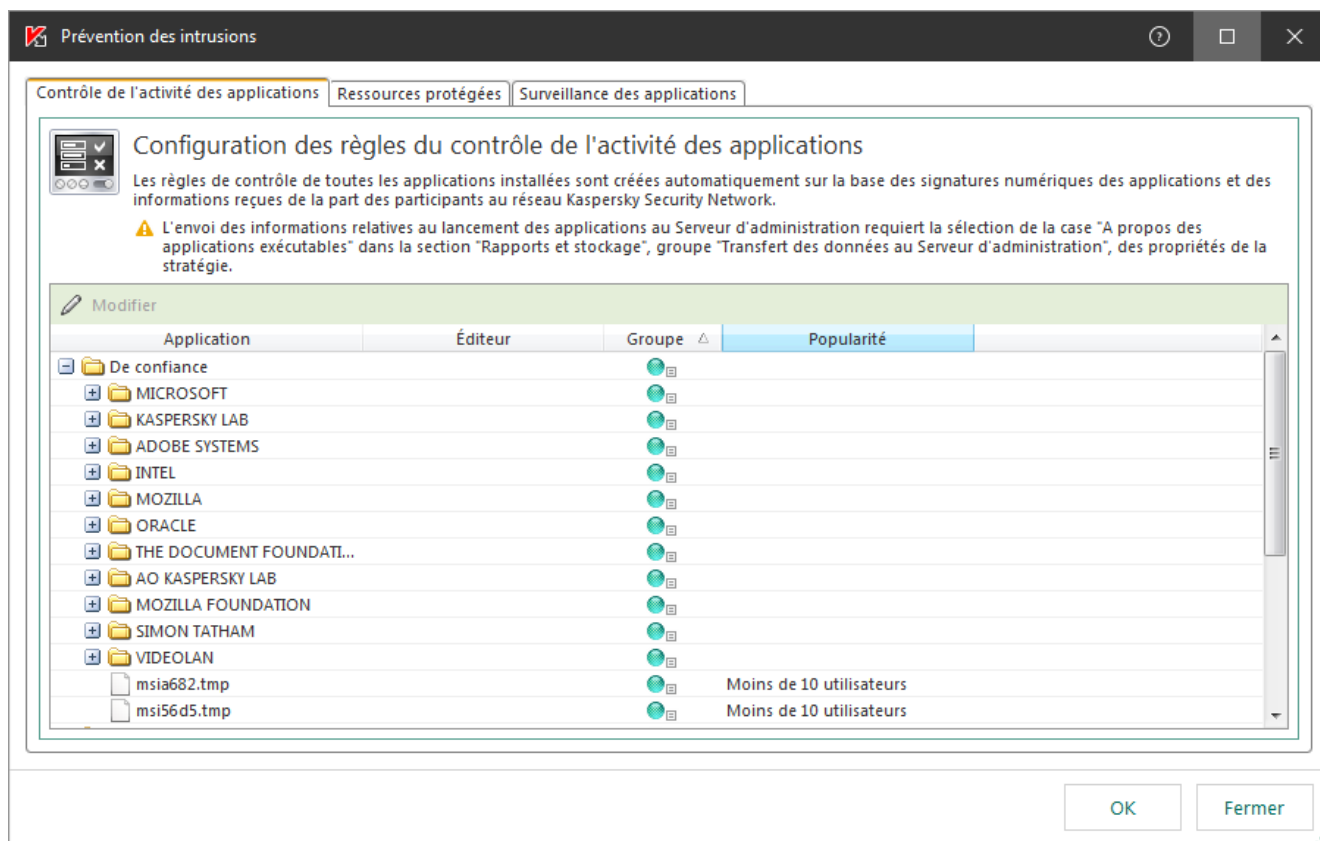 Prévention des intrusions
Contrôle de l'activité des applications
Ressources protégées
Surveillance des applications
Configuration des règles du contrôle de l'activité des applications
Les règles de contrôle de toutes les applications installées sont créées automatiquement sur la base des signatures numériques des applications et des
informations reçues de la part des participants au réseau Kaspersky Security Network.
L'envoi des informations relatives au lancement des applications au Serveur d'administration requiert la sélection de la case "A propos des
applications exécutables" dans la section "Rapports et stockage", groupe "Transfert des données au Serveur d'administration", des propriétés de la
stratégie.
Modifier
Application Éditeur Groupe Popularité
De confiance
MICROSOFT
KASPERSKY LAB
ADOBE SYSTEMS
INTEL
MOZILLA
ORACLE
THE DOCUMENT FOUNDATI...
AO KASPERSKY LAB
MOZILLA FOUNDATION
SIMON TATHAM
VIDEOLAN
msia682.tmp Moins de 10 utilisateurs
msi56d5.tmp Moins de 10 utilisateurs
OK
Fermer